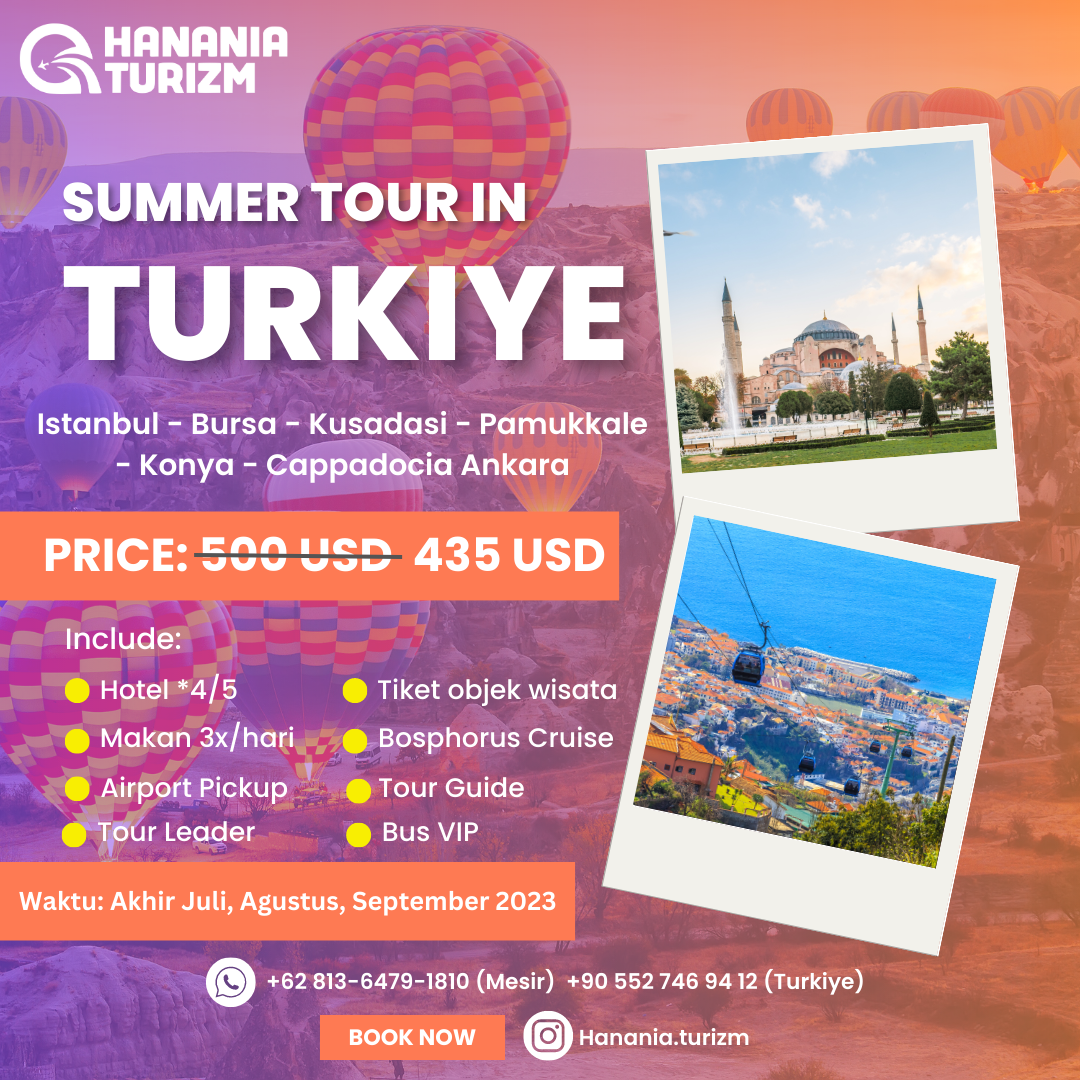 HANANIA
TURIZM
SUMMER TOUR IN
TURKIYE
Istanbul - Bursa - Kusadasi - Pamukkale
- Konya - Cappadocia Ankara
PRICE: 500 USD 435 USD
Include:
Hotel *4/5
Makan 3x/hari
Airport Pickup
Tour Leader
Tiket objek wisata
Bosphorus Cruise
Tour Guide
Bus VIP
Waktu: Akhir Juli, Agustus, September 2023
+62 813-6479-1810 (Mesir) +90 552 746 94 12 (Turkiye)
BOOK NOW
Hanania.turizm